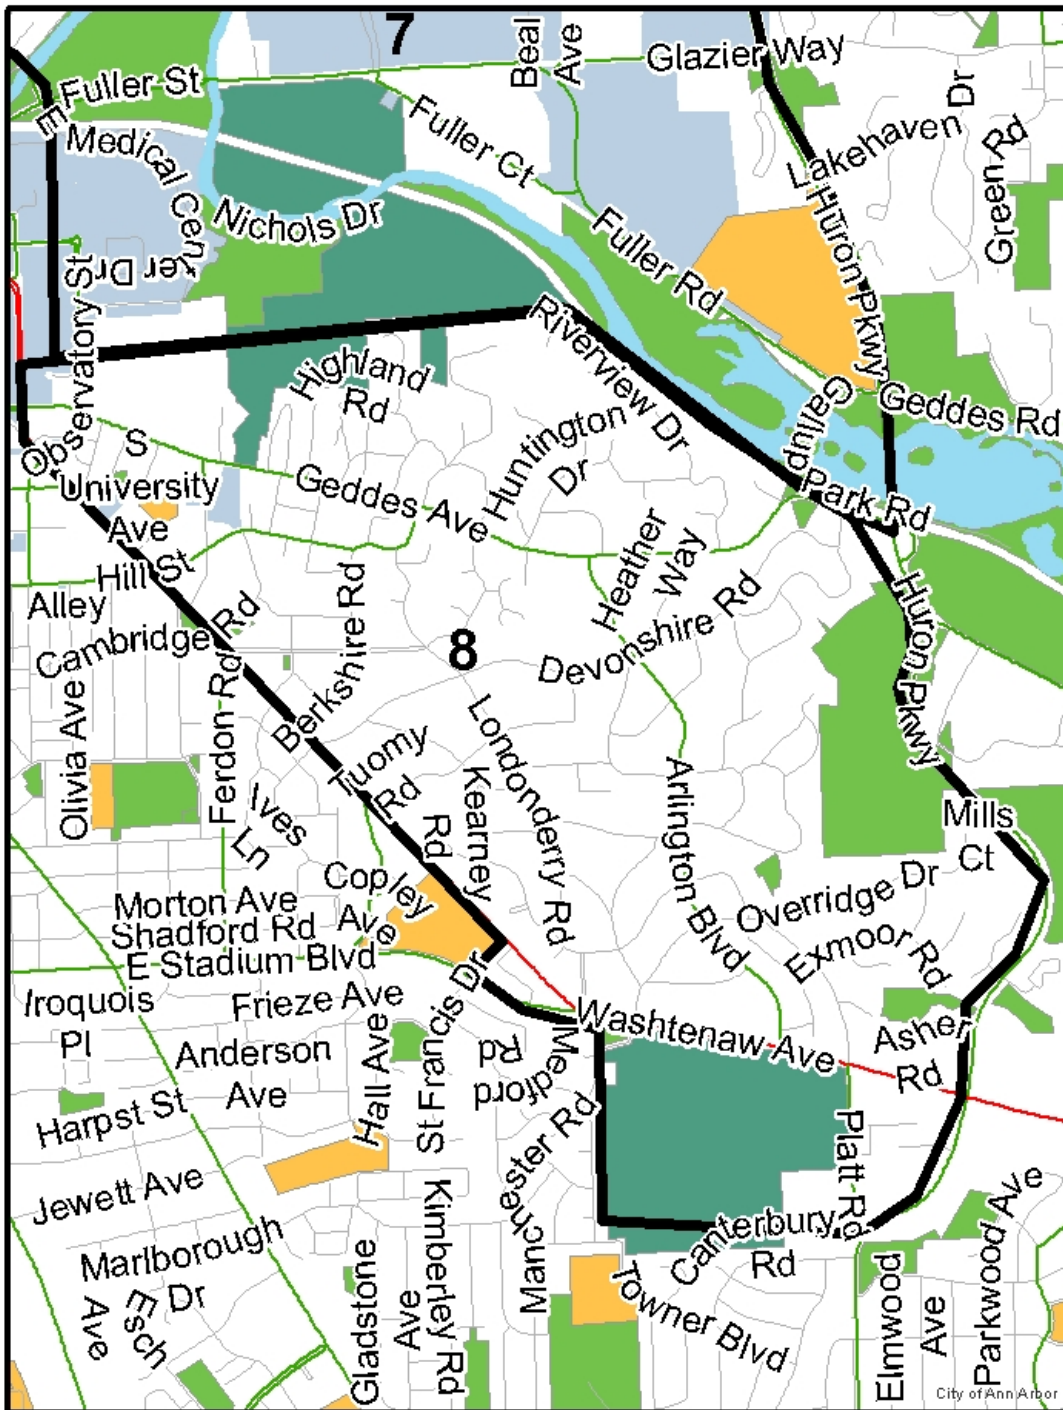 7
Beal
Ave
Glazier Way
Fuller St
E
Medical Center Dr
Fuller Ct
Lakehaven Dr
Green Rd
Nichols Dr
Huron Pkwy
Fuller Rd
Observatory St
Riverview Dr
Highland
Rd
Gallup
Park Rd
Geddes Rd
Huntington
Dr
S
University
Ave
Geddes Ave
Heather
Way
Hill St
Alley
Cambridge Rd
Devonshire Rd
8
Huron Pkwy
Berkshire Rd
Olivia Ave
Ferdon Rd
Tuomy
Rd
Londonderry Rd
Kearney
Rd
Arlington Blvd
Mills
Ct
Ives
Ln
Copley
Ave
Overridge Dr
Morton Ave
Shadford Rd
E Stadium Blvd
Exmoor Rd
Iroquois
Pl
Frieze Ave
St Francis Dr
Washtenaw Ave
Asher
Rd
Anderson
Ave
Hall Ave
Medford
Rd
Harpst St
Manchester Rd
Platt Rd
Jewett Ave
Kimberley Rd
Canterbury
Rd
Parkwood Ave
Marlborough
Dr
Esch
Ave
Gladstone
Ave
Towner Blvd
Elmwood
Ave
City of Ann Arbor